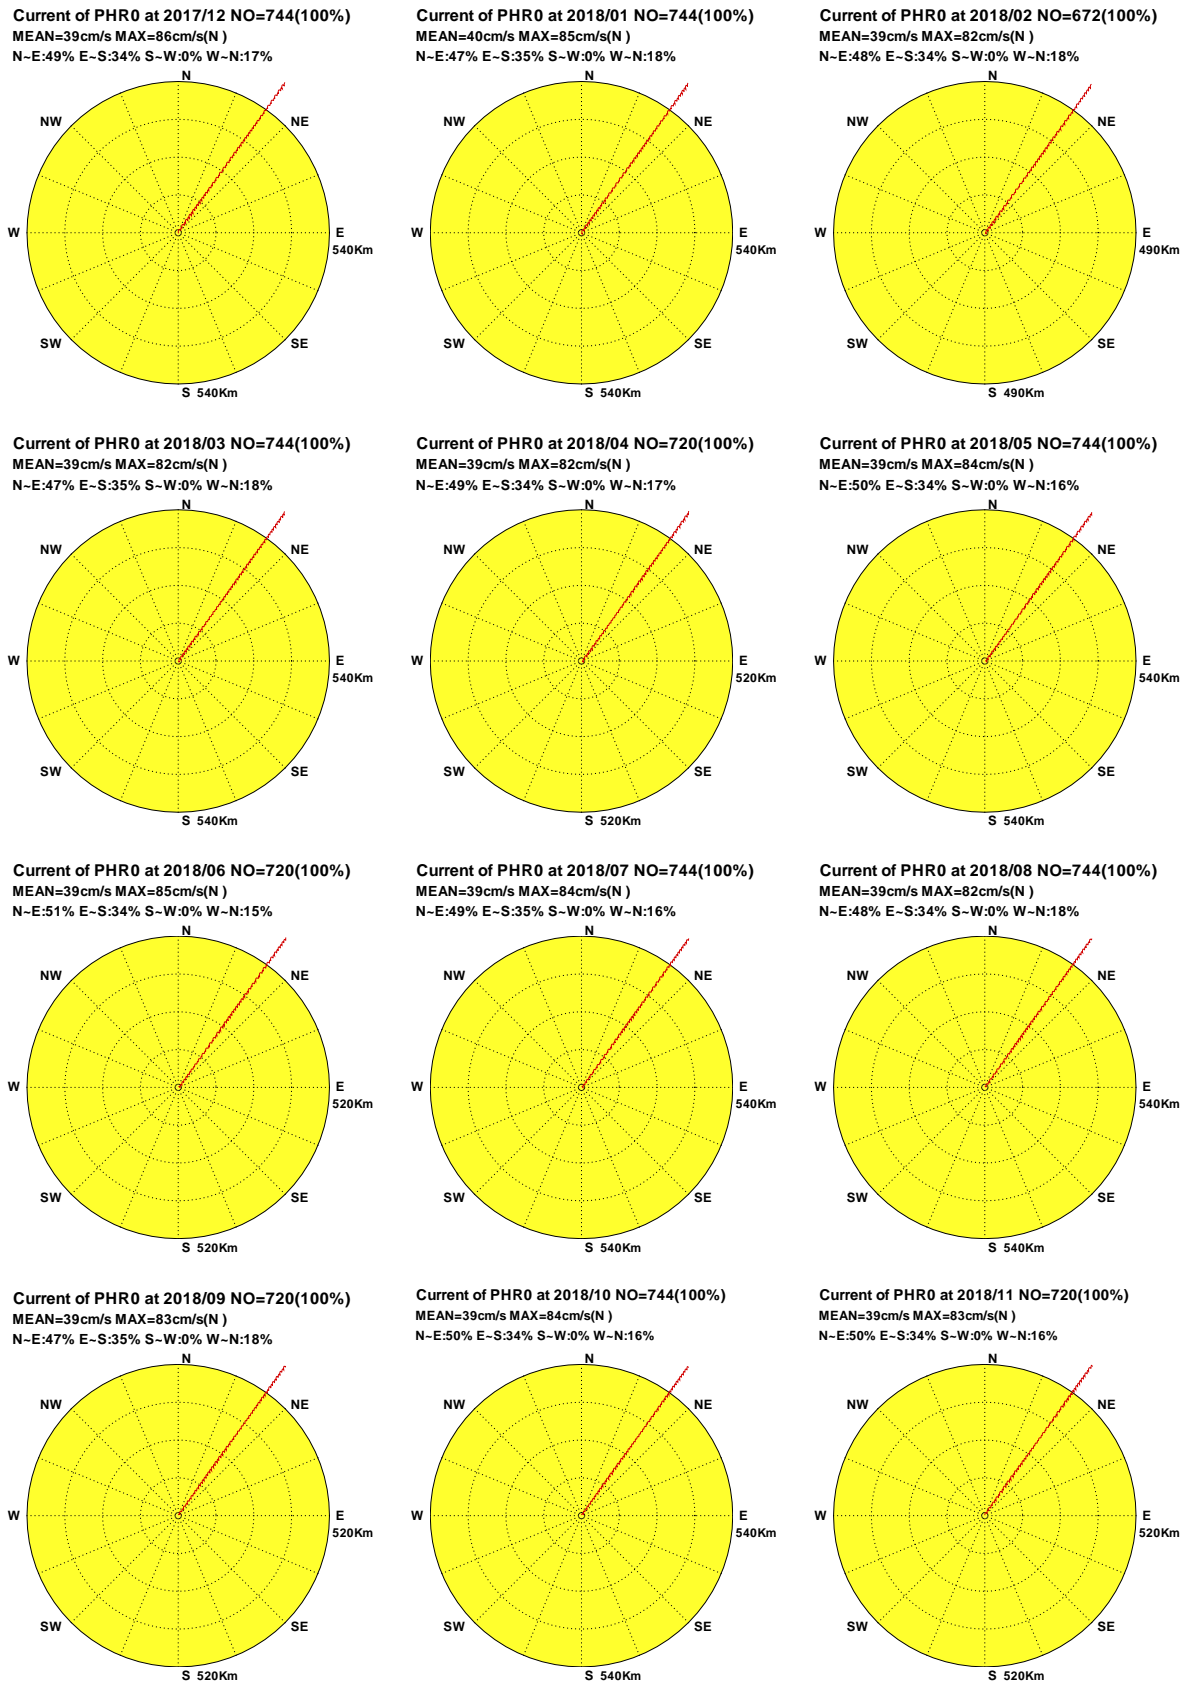 Current of PHR0 at 2017/12 NO=744(100%)
MEAN=39cm/s MAX=86cm/s(N )
N~E:49% E~S:34% S~W:0% W~N:17%
N
NW
NE
W
E
540Km
SW
SE
S 540Km
Current of PHR0 at 2018/01 NO=744(100%)
MEAN=40cm/s MAX=85cm/s(N )
N~E:47% E~S:35% S~W:0% W~N:18%
N
NW
NE
W
E
540Km
SW
SE
S 540Km
Current of PHR0 at 2018/02 NO=672(100%)
MEAN=39cm/s MAX=82cm/s(N )
N~E:48% E~S:34% S~W:0% W~N:18%
N
NW
NE
W
E
490Km
SW
SE
S 490Km
Current of PHR0 at 2018/03 NO=744(100%)
MEAN=39cm/s MAX=82cm/s(N )
N~E:47% E~S:35% S~W:0% W~N:18%
N
NW
NE
W
E
540Km
SW
SE
S 540Km
Current of PHR0 at 2018/04 NO=720(100%)
MEAN=39cm/s MAX=82cm/s(N )
N~E:49% E~S:34% S~W:0% W~N:17%
N
NW
NE
W
E
520Km
SW
SE
S 520Km
Current of PHR0 at 2018/05 NO=744(100%)
MEAN=39cm/s MAX=84cm/s(N )
N~E:50% E~S:34% S~W:0% W~N:16%
N
NW
NE
W
E
540Km
SW
SE
S 540Km
Current of PHR0 at 2018/06 NO=720(100%)
MEAN=39cm/s MAX=85cm/s(N )
N~E:51% E~S:34% S~W:0% W~N:15%
N
NW
NE
W
E
520Km
SW
SE
S 520Km
Current of PHR0 at 2018/07 NO=744(100%)
MEAN=39cm/s MAX=84cm/s(N )
N~E:49% E~S:35% S~W:0% W~N:16%
N
NW
NE
W
E
540Km
SW
SE
S 540Km
Current of PHR0 at 2018/08 NO=744(100%)
MEAN=39cm/s MAX=82cm/s(N )
N~E:48% E~S:34% S~W:0% W~N:18%
N
NW
NE
W
E
540Km
SW
SE
S 540Km
Current of PHR0 at 2018/09 NO=720(100%)
MEAN=39cm/s MAX=83cm/s(N )
N~E:47% E~S:35% S~W:0% W~N:18%
N
NW
NE
W
E
520Km
SW
SE
S 520Km
Current of PHR0 at 2018/10 NO=744(100%)
MEAN=39cm/s MAX=84cm/s(N )
N~E:50% E~S:34% S~W:0% W~N:16%
N
NW
NE
W
E
540Km
SW
SE
S 540Km
Current of PHR0 at 2018/11 NO=720(100%)
MEAN=39cm/s MAX=83cm/s(N )
N~E:50% E~S:34% S~W:0% W~N:16%
N
NW
NE
W
E
520Km
SW
SE
S 520Km